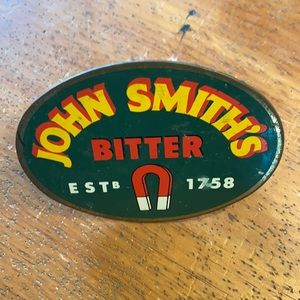 JOHN SMITH'S
BITTER
ESTB 1758